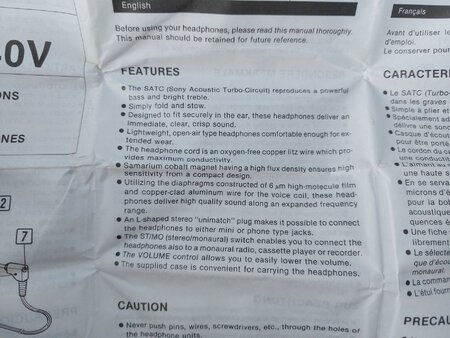 English
Before using your headphones, please read this manual thoroughly.
This manual should be retained for future reference.
FEATURES
● The SATC (Sony Acoustic Turbo-Circuit) reproduces a powerful
bass and bright treble.
● Simply fold and stow.
● Designed to fit securely in the ear, these headphones deliver an
immediate, clear, crisp sound.
● Lightweight, open-air type headphones comfortable enough for ex-
tended wear.
● The headphone cord is an oxygen-free copper litz wire which pro-
vides maximum conductivity.
● Samarium cobalt magnet having a high flux density ensures high
sensitivity from a compact design.
● Utilizing the diaphragms constructed of 6 μm high-molecule film
and copper-clad aluminum wire for the voice coil, these head-
phones deliver high quality sound along an expanded frequency
range.
● An L-shaped stereo "unimatch" plug makes it possible to connect
the headphones to either mini or phone type jacks.
● The ST/MO (stereo/monaural) switch enables you to connect the
headphones also to a monaural radio, cassette player or recorder.
● The VOLUME control allows you to easily lower the volume.
● The supplied case is convenient for carrying the headphones.
CAUTION
● Never push pins, wires, screwdrivers, etc., through the holes of
the headphone units.
40V
ONS
ONES
2
7
Français
Avant d'utiliser le
d'emploi.
Le conserver pour
CARACTER
● Le SATC (Turbo-
dans les graves
● Simple à plier et
● Spécialement ad
délivre une sono
● Casque d'écoute
pour être porté
● Le cordon du ca
une conductibil
● L'aimant au
une haute s
● En se serva
microns d'é
pour la bob
acoustique
quences é
● Une fiche
librement
● Le sélecte
que d'écou
monaural.
● La comma
● L'étui fourn
PRECAU